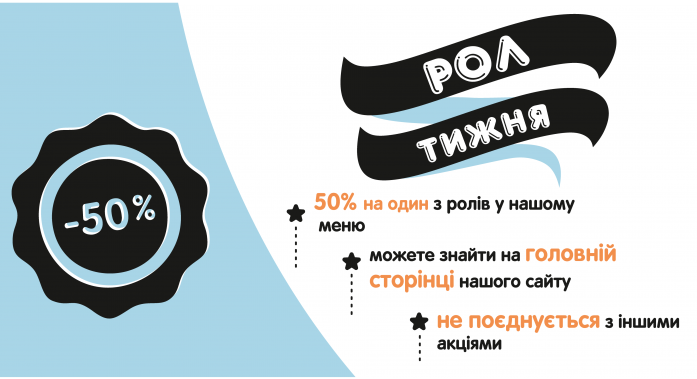 РОЛ
ТИЖНЯ
-50%
50% на один з ролів у нашому
меню
можете знайти на головній
сторінці нашого сайту
не поєднується з іншими
акціями